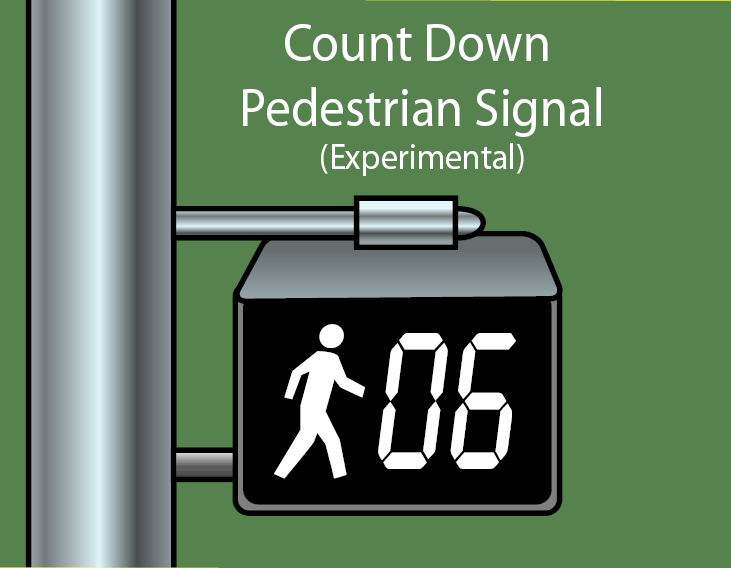 Count Down
Pedestrian Signal
(Experimental)
06